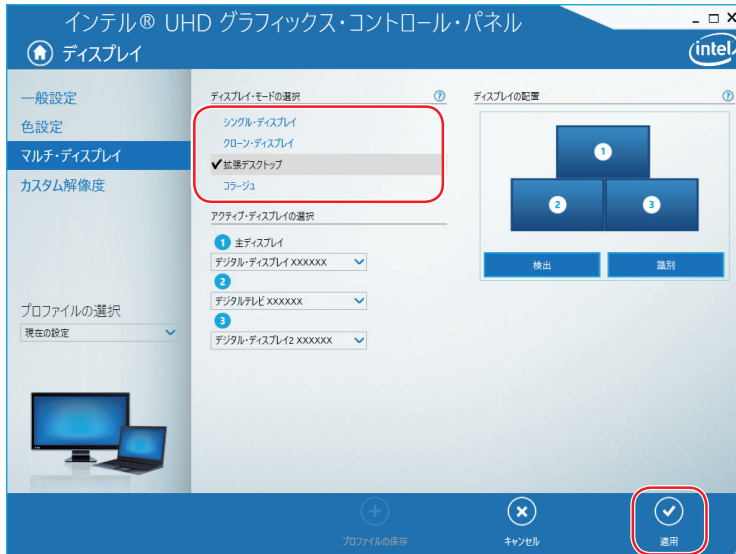 インテル® UHD グラフィックス・コントロール・パネル
ディスプレイ
intel
一般設定
色設定
マルチ・ディスプレイ
カスタム解像度
プロファイルの選択
現在の設定
ディスプレイ・モードの選択
?
シングル・ディスプレイ
クローン・ディスプレイ
✔拡張デスクトップ
コラージュ
アクティブ・ディスプレイの選択
1 主ディスプレイ
デジタル・ディスプレイ XXXXXX
2
デジタルテレビ XXXXXX
3
デジタル・ディスプレイ2 XXXXXX
ディスプレイの配置
?
1
2 3
検出 識別
プロファイルの保存
キャンセル
適用